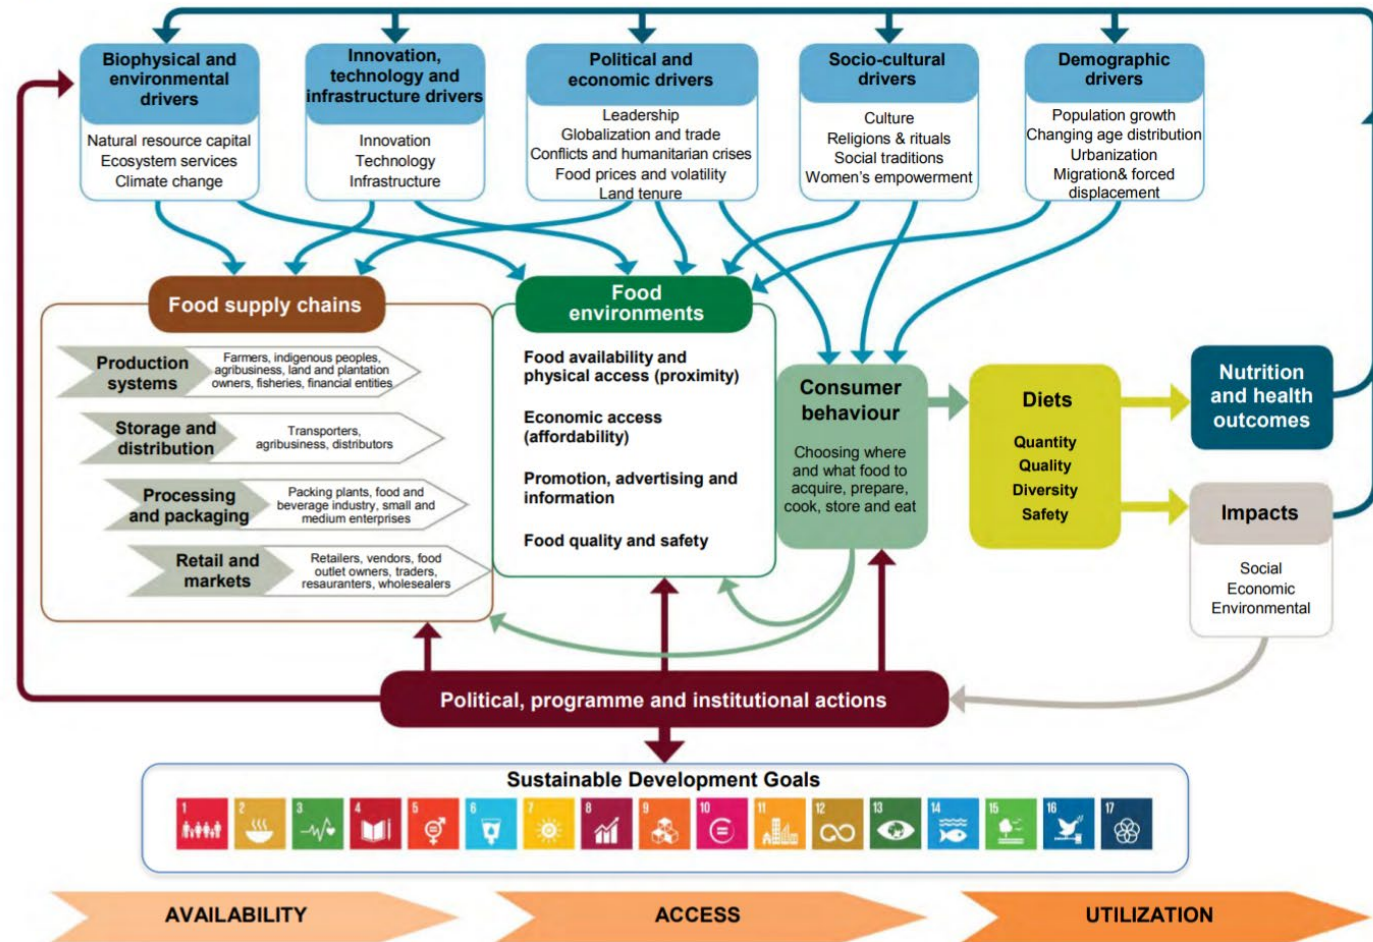 Biophysical and
environmental
drivers
Natural resource capital
Ecosystem services
Climate change
Innovation,
technology and
infrastructure drivers
Innovation
Technology
Infrastructure
Political and
economic drivers
Leadership
Globalization and trade
Conflicts and humanitarian crises
Food prices and volatility
Land tenure
Socio-cultural
drivers
Culture
Religions & rituals
Social traditions
Women's empowerment
Demographic
drivers
Population growth
Changing age distribution
Urbanization
Migration& forced
displacement
Food supply chains
Production
systems
Farmers, indigenous peoples,
agribusiness, land and plantation
owners, fisheries, financial entities
Storage and
distribution
Transporters,
agribusiness, distributors
Processing
and packaging
Packing plants, food and
beverage industry, small and
medium enterprises
Retail and
markets
Retailers, vendors, food
outlet owners, traders,
resauranters, wholesealers
Food
environments
Food availability and
physical access (proximity)
Economic access
(affordability)
Promotion, advertising and
information
Food quality and safety
Consumer
behaviour
Choosing where
and what food to
acquire, prepare,
cook, store and eat
Diets
Quantity
Quality
Diversity
Safety
Nutrition
and health
outcomes
Impacts
Social
Economic
Environmental
Political, programme and institutional actions
Sustainable Development Goals
1 2 3 4 5 6 7 8 9 10 11 12 13 14 15 16 17
AVAILABILITY
ACCESS
UTILIZATION